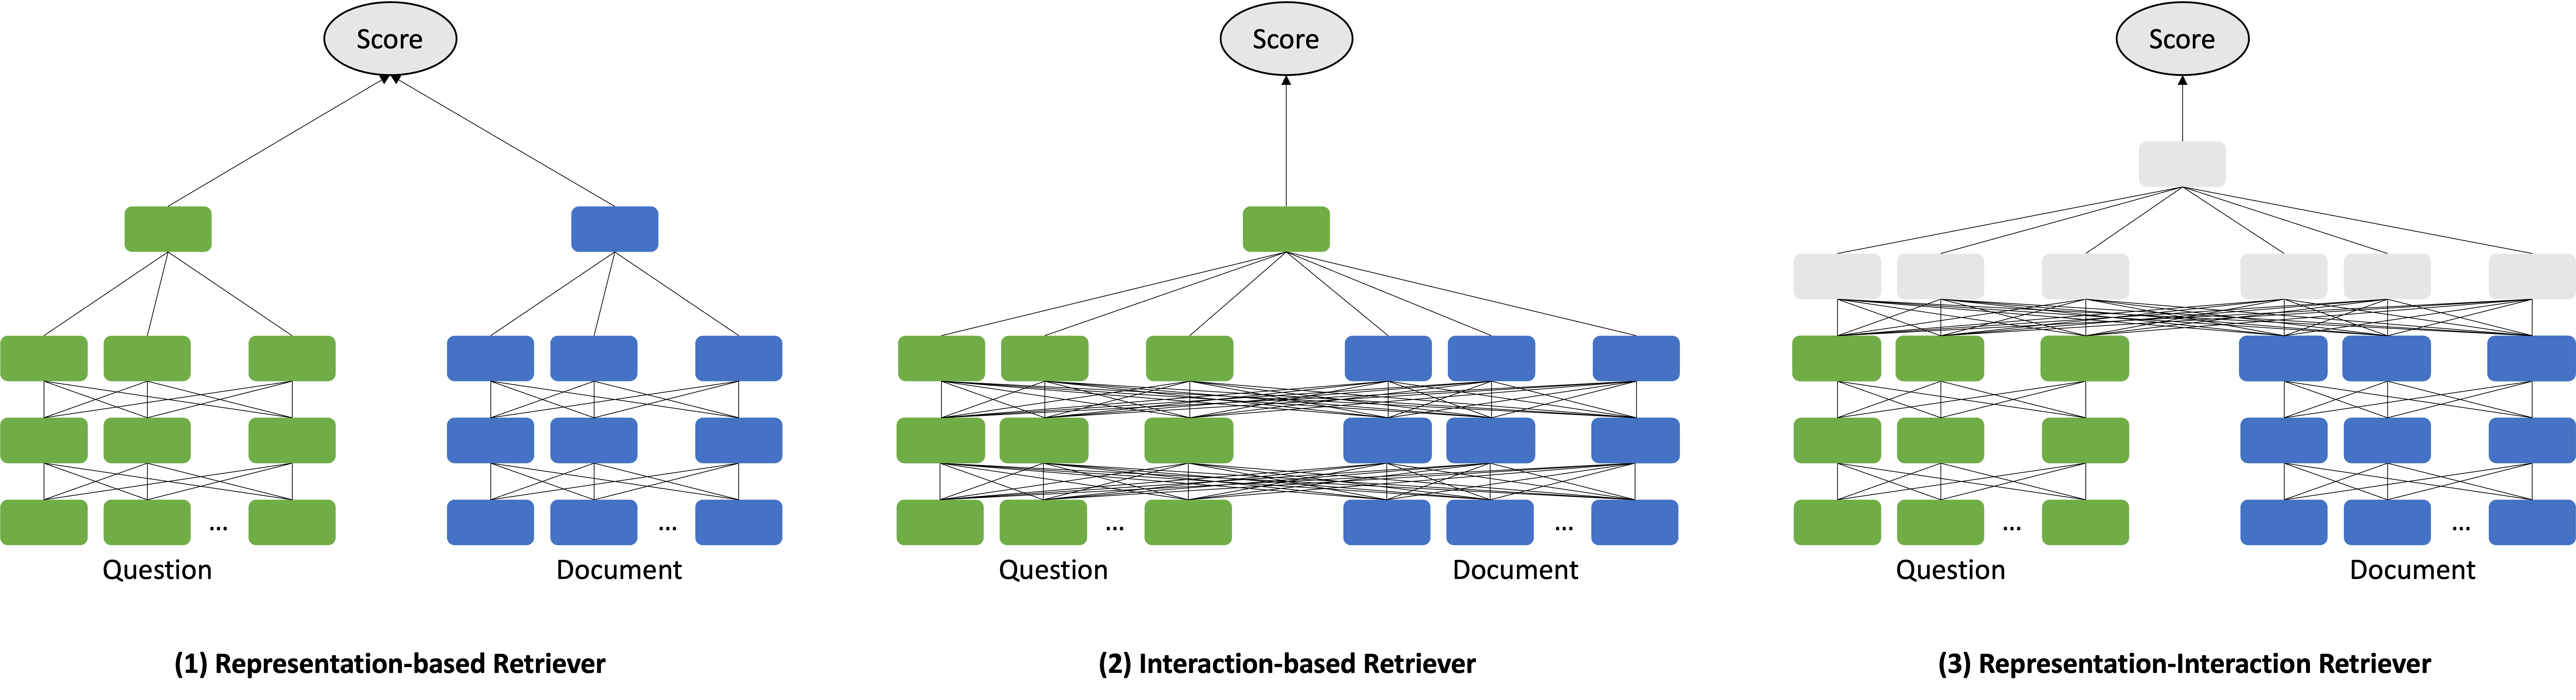 Score
Score
Score
...
...
...
...
...
...
Question
Document
Question
Document
Question
Document
(1) Representation-based Retriever
(2) Interaction-based Retriever
(3) Representation-Interaction Retriever